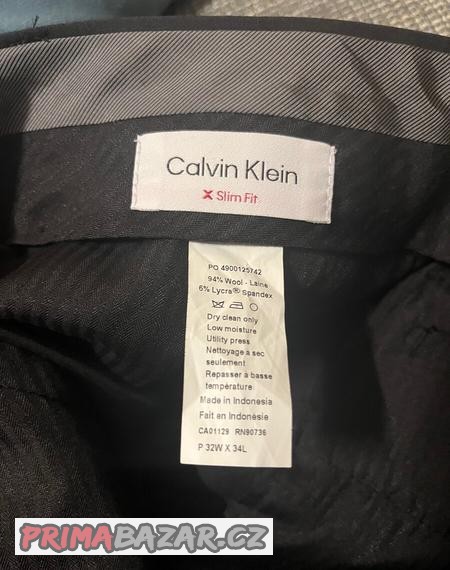 Calvin Klein
X Slim Fit
PO 4900125742
94% Wool - Laine
6% Lycra® Spandex
Dry clean only
Low moisture
Utility press
Nettoyage à sec
seulement
Repasser à basse
température
Made in Indonesia
Fait en Indonésie
CA01129 RN90736
P 32W X 34L
PRIMABAZAR.CZ